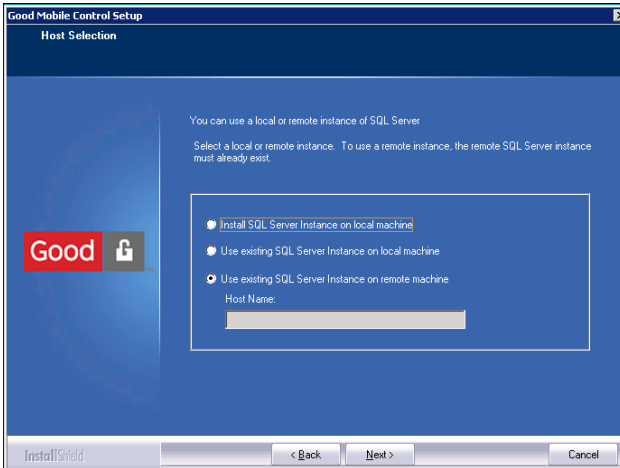 Good Mobile Control Setup
Host Selection
You can use a local or remote instance of SQL Server
Select a local or remote instance. To use a remote instance, the remote SQL Server instance
must already exist.
Install SQL Server Instance on local machine
Use existing SQL Server Instance on local machine
Use existing SQL Server Instance on remote machine
Host Name:
Good
InstallShield
< Back
Next >
Cancel